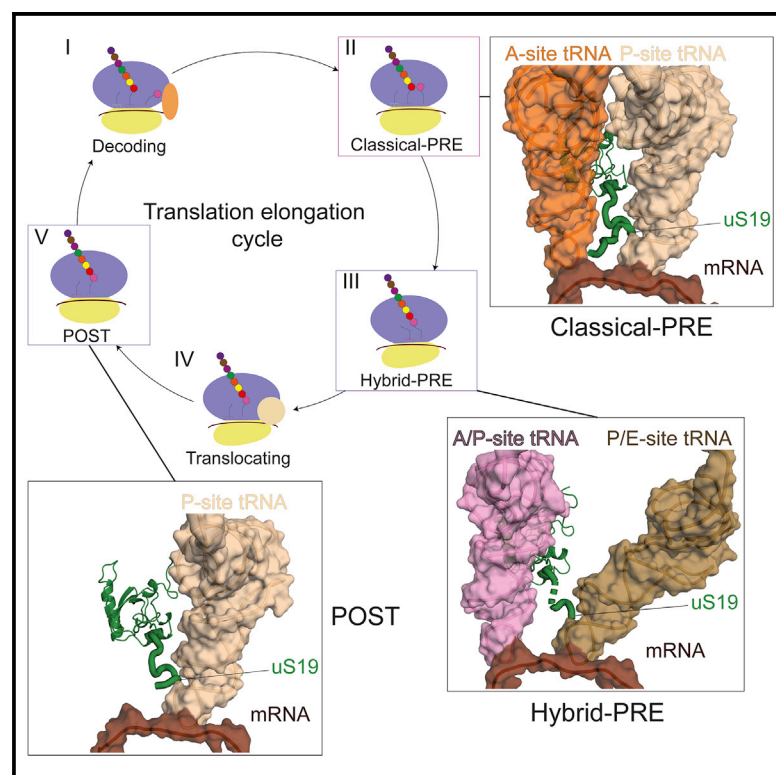 I
Decoding
II
Classical-PRE
A-site tRNA P-site tRNA
uS19
mRNA
Classical-PRE
Translation elongation
cycle
V
POST
III
Hybrid-PRE
IV
Translocating
P-site tRNA
uS19
mRNA
POST
A/P-site tRNA P/E-site tRNA
uS19
mRNA
Hybrid-PRE